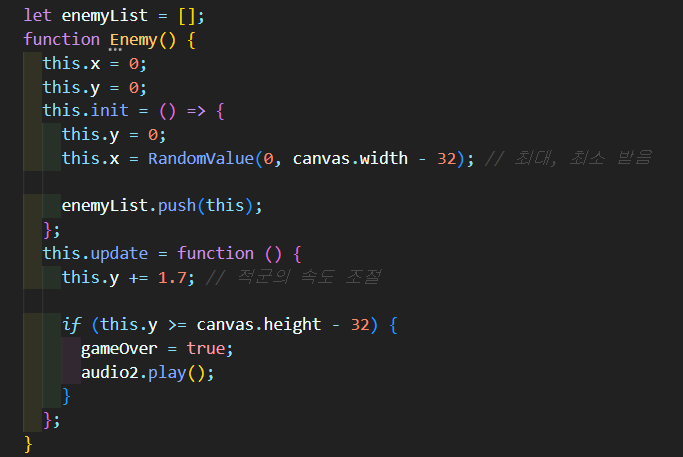 let enemyList = [];
function Enemy() {
this.x = 0;
this.y = 0;
this.init = () => {
this.y = 0;
this.x = RandomValue(0, canvas.width - 32); // 최대, 최소 받음
enemyList.push(this);
};
this.update = function () {
this.y += 1.7; // 적군의 속도 조절
if (this.y >= canvas.height - 32) {
gameOver = true;
audio2.play();
}
};
}